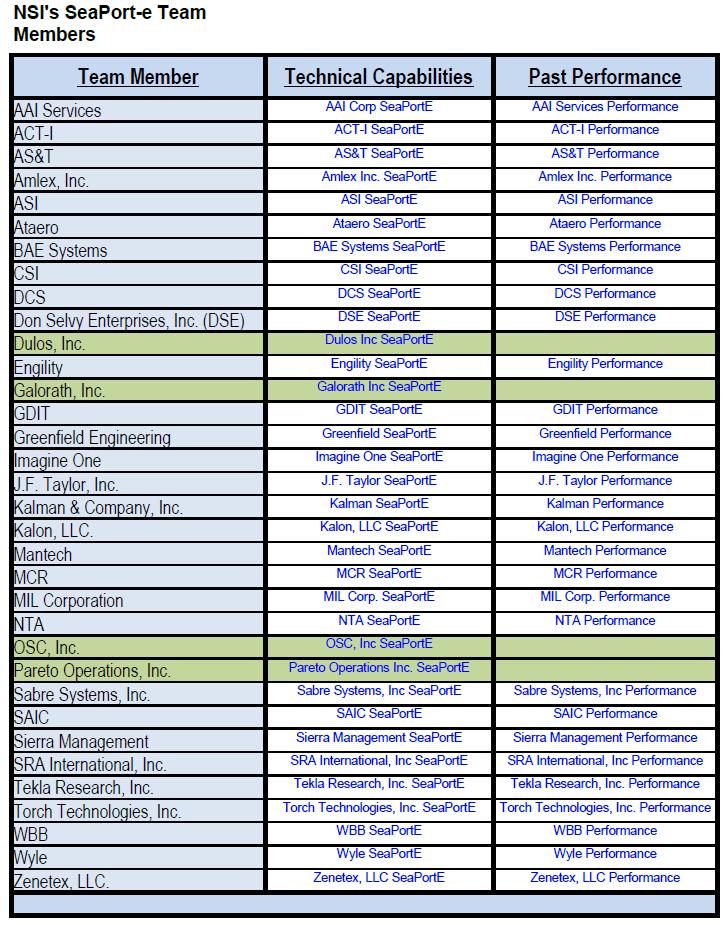 NSI's SeaPort-e Team
Members
Team Member Technical Capabilities Past Performance
AAI Services AAI Corp SeaPortE AAI Services Performance
ACT-I ACT-I SeaPortE ACT-I Performance
AS&T AS&T SeaPortE AS&T Performance
Amlex, Inc. Amlex Inc. SeaPortE Amlex Inc. Performance
ASI ASI SeaPortE ASI Performance
Ataero Ataero SeaPortE Ataero Performance
BAE Systems BAE Systems SeaPortE BAE Systems Performance
CSI CSI SeaPortE CSI Performance
DCS DCS SeaPortE DCS Performance
Don Selvy Enterprises, Inc. (DSE) DSE SeaPortE DSE Performance
Dulos, Inc. Dulos Inc SeaPortE
Engility Engility SeaPortE Engility Performance
Galorath, Inc. Galorath Inc SeaPortE
GDIT GDIT SeaPortE GDIT Performance
Greenfield Engineering Greenfield SeaPortE Greenfield Performance
Imagine One Imagine One SeaPortE Imagine One Performance
J.F. Taylor, Inc. J.F. Taylor SeaPortE J.F. Taylor Performance
Kalman & Company, Inc. Kalman SeaPortE Kalman Performance
Kalon, LLC. Kalon, LLC SeaPortE Kalon, LLC Performance
Mantech Mantech SeaPortE Mantech Performance
MCR MCR SeaPortE MCR Performance
MIL Corporation MIL Corp. SeaPortE MIL Corp. Performance
NTA NTA SeaPortE NTA Performance
OSC, Inc. OSC, Inc SeaPortE
Pareto Operations, Inc. Pareto Operations Inc. SeaPortE
Sabre Systems, Inc. Sabre Systems, Inc SeaPortE Sabre Systems, Inc Performance
SAIC SAIC SeaPortE SAIC Performance
Sierra Management Sierra Management SeaPortE Sierra Management Performance
SRA International, Inc. SRA International, Inc SeaPortE SRA International, Inc Performance
Tekla Research, Inc. Tekla Research, Inc. SeaPortE Tekla Research, Inc. Performance
Torch Technologies, Inc. Torch Technologies, Inc. SeaPortE Torch Technologies, Inc. Performance
WBB WBB SeaPortE WBB Performance
Wyle Wyle SeaPortE Wyle Performance
Zenetex, LLC. Zenetex, LLC SeaPortE Zenetex, LLC Performance